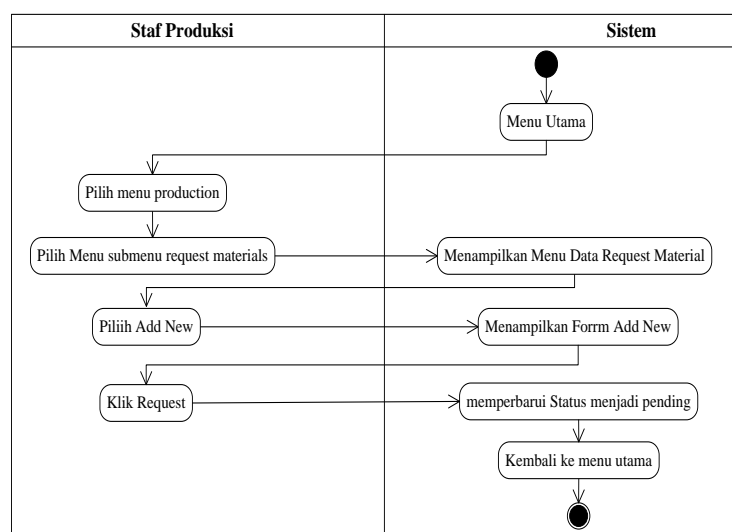 Staf Produksi
Sistem
Menu Utama
Pilih menu production
Pilih Menu submenu request materials
Menampilkan Menu Data Request Material
Piliih Add New
Menampilkan Forrm Add New
Klik Request
memperbarui Status menjadi pending
Kembali ke menu utama